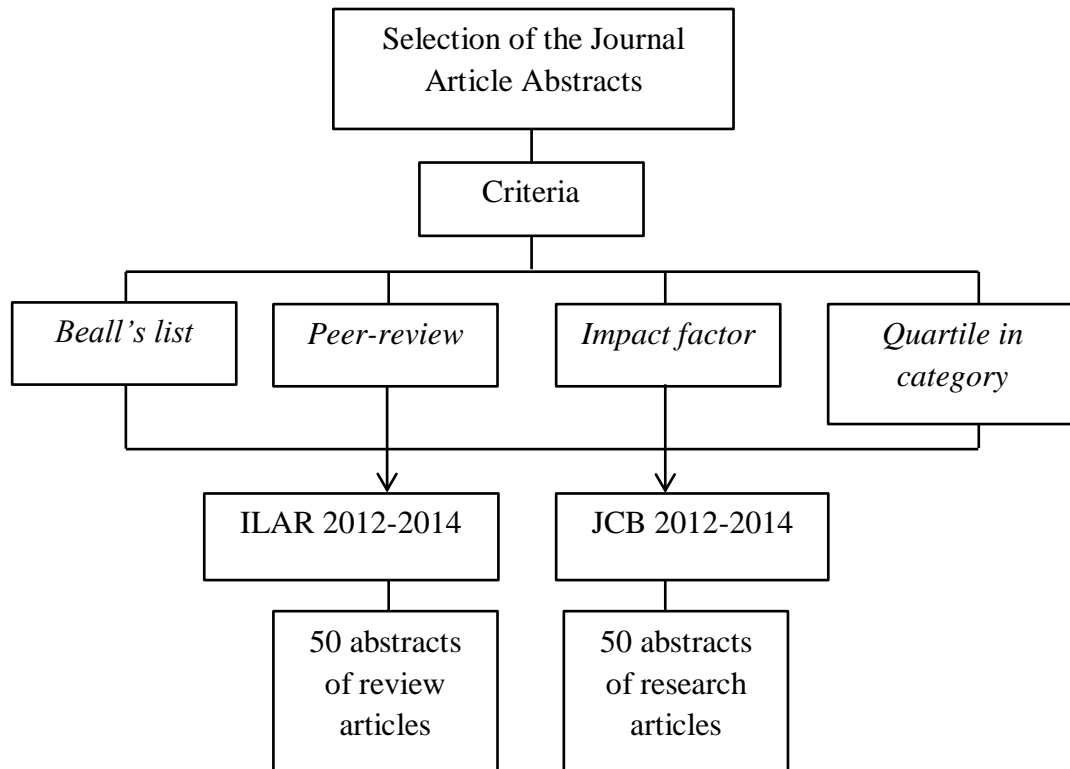 Selection of the Journal
Article Abstracts
Criteria
Beall’s list
Peer-review
Impact factor
Quartile in
category
ILAR 2012-2014
JCB 2012-2014
50 abstracts
of review
articles
50 abstracts
of research
articles